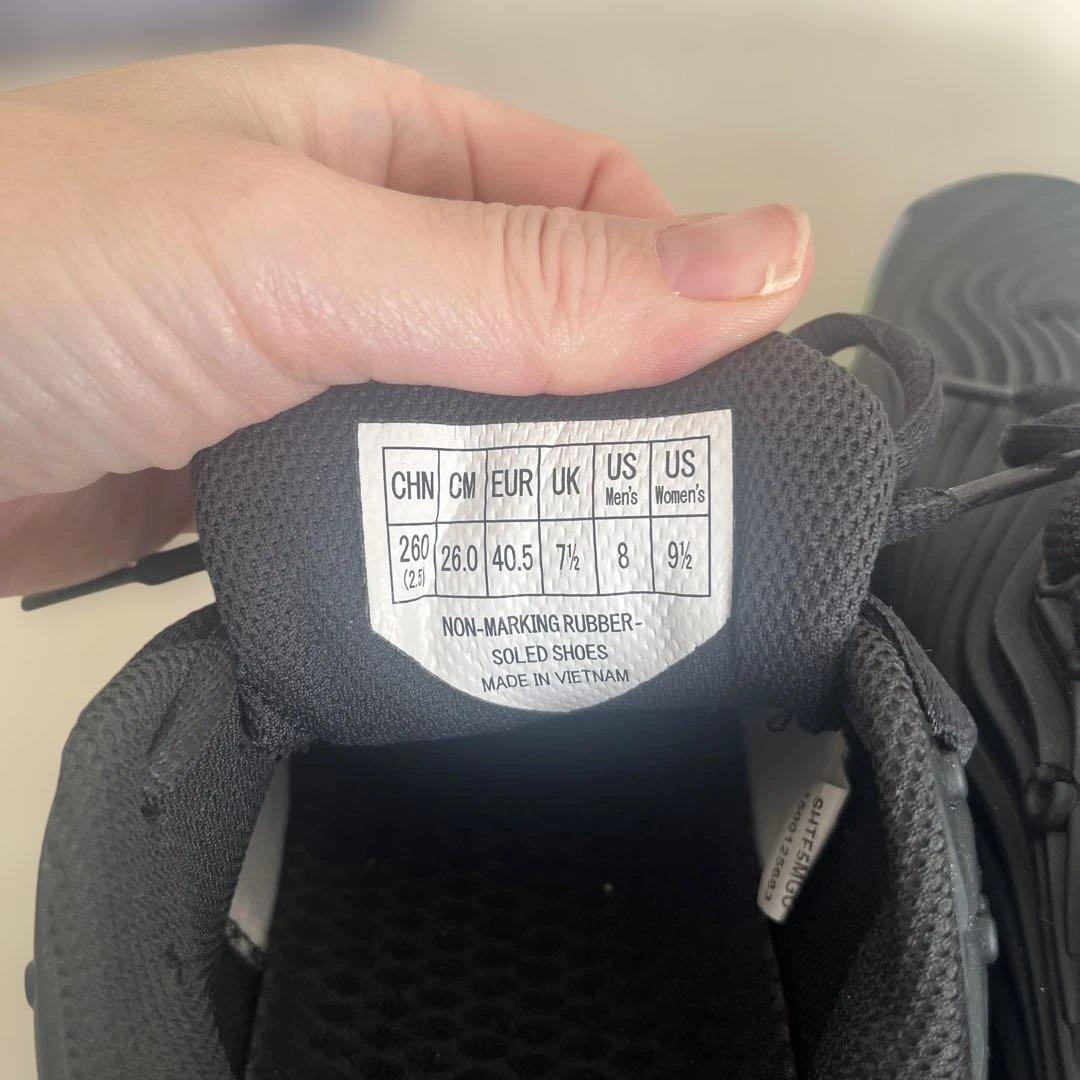 CHN CM EUR UK US Men's US Women's
260 (2.5) 26.0 40.5 7½ 8 9½
NON-MARKING RUBBER-
SOLED SHOES
MADE IN VIETNAM